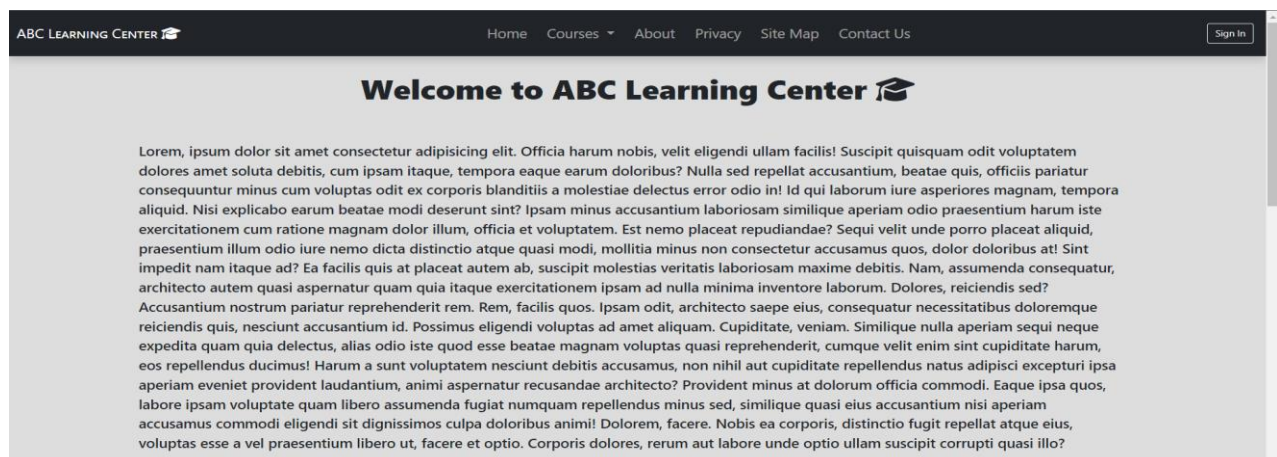 ABC LEARNING CENTER
Home Courses About Privacy Site Map Contact Us
Sign In
Welcome to ABC Learning Center
Lorem, ipsum dolor sit amet consectetur adipisicing elit. Officia harum nobis, velit eligendi ullam facilis! Suscipit quisquam odit voluptatem
dolores amet soluta debitis, cum ipsam itaque, tempora eaque earum doloribus? Nulla sed repellat accusantium, beatae quis, officiis pariatur
consequuntur minus cum voluptas odit ex corporis blanditiis a molestiae delectus error odio in! Id qui laborum iure asperiores magnam, tempora
aliquid. Nisi explicabo earum beatae modi deserunt sint? Ipsam minus accusantium laboriosam similique aperiam odio praesentium harum iste
exercitationem cum ratione magnam dolor illum, officia et voluptatem. Est nemo placeat repudiandae? Sequi velit unde porro placeat aliquid,
praesentium illum odio iure nemo dicta distinctio atque quasi modi, mollitia minus non consectetur accusamus quos, dolor doloribus at! Sint
impedit nam itaque ad? Ea facilis quis at placeat autem ab, suscipit molestias veritatis laboriosam maxime debitis. Nam, assumenda consequatur,
architecto autem quasi aspernatur quam quia itaque exercitationem ipsam ad nulla minima inventore laborum. Dolores, reiciendis sed?
Accusantium nostrum pariatur reprehenderit rem. Rem, facilis quos. Ipsam odit, architecto saepe eius, consequatur necessitatibus doloremque
reiciendis quis, nesciunt accusantium id. Possimus eligendi voluptas ad amet aliquam. Cupiditate, veniam. Similique nulla aperiam sequi neque
expedita quam quia delectus, alias odio iste quod esse beatae magnam voluptas quasi reprehenderit, cumque velit enim sint cupiditate harum,
eos repellendus ducimus! Harum a sunt voluptatem nesciunt debitis accusamus, non nihil aut cupiditate repellendus natus adipisci excepturi ipsa
aperiam eveniet provident laudantium, animi aspernatur recusandae architecto? Provident minus at dolorum officia commodi. Eaque ipsa quos,
labore ipsam voluptate quam libero assumenda fugiat numquam repellendus minus sed, similique quasi eius accusantium nisi aperiam
accusamus commodi eligendi sit dignissimos culpa doloribus animi! Dolorem, facere. Nobis ea corporis, distinctio fugit repellat atque eius,
voluptas esse a vel praesentium libero ut, facere et optio. Corporis dolores, rerum aut labore unde optio ullam suscipit corrupti quasi illo?